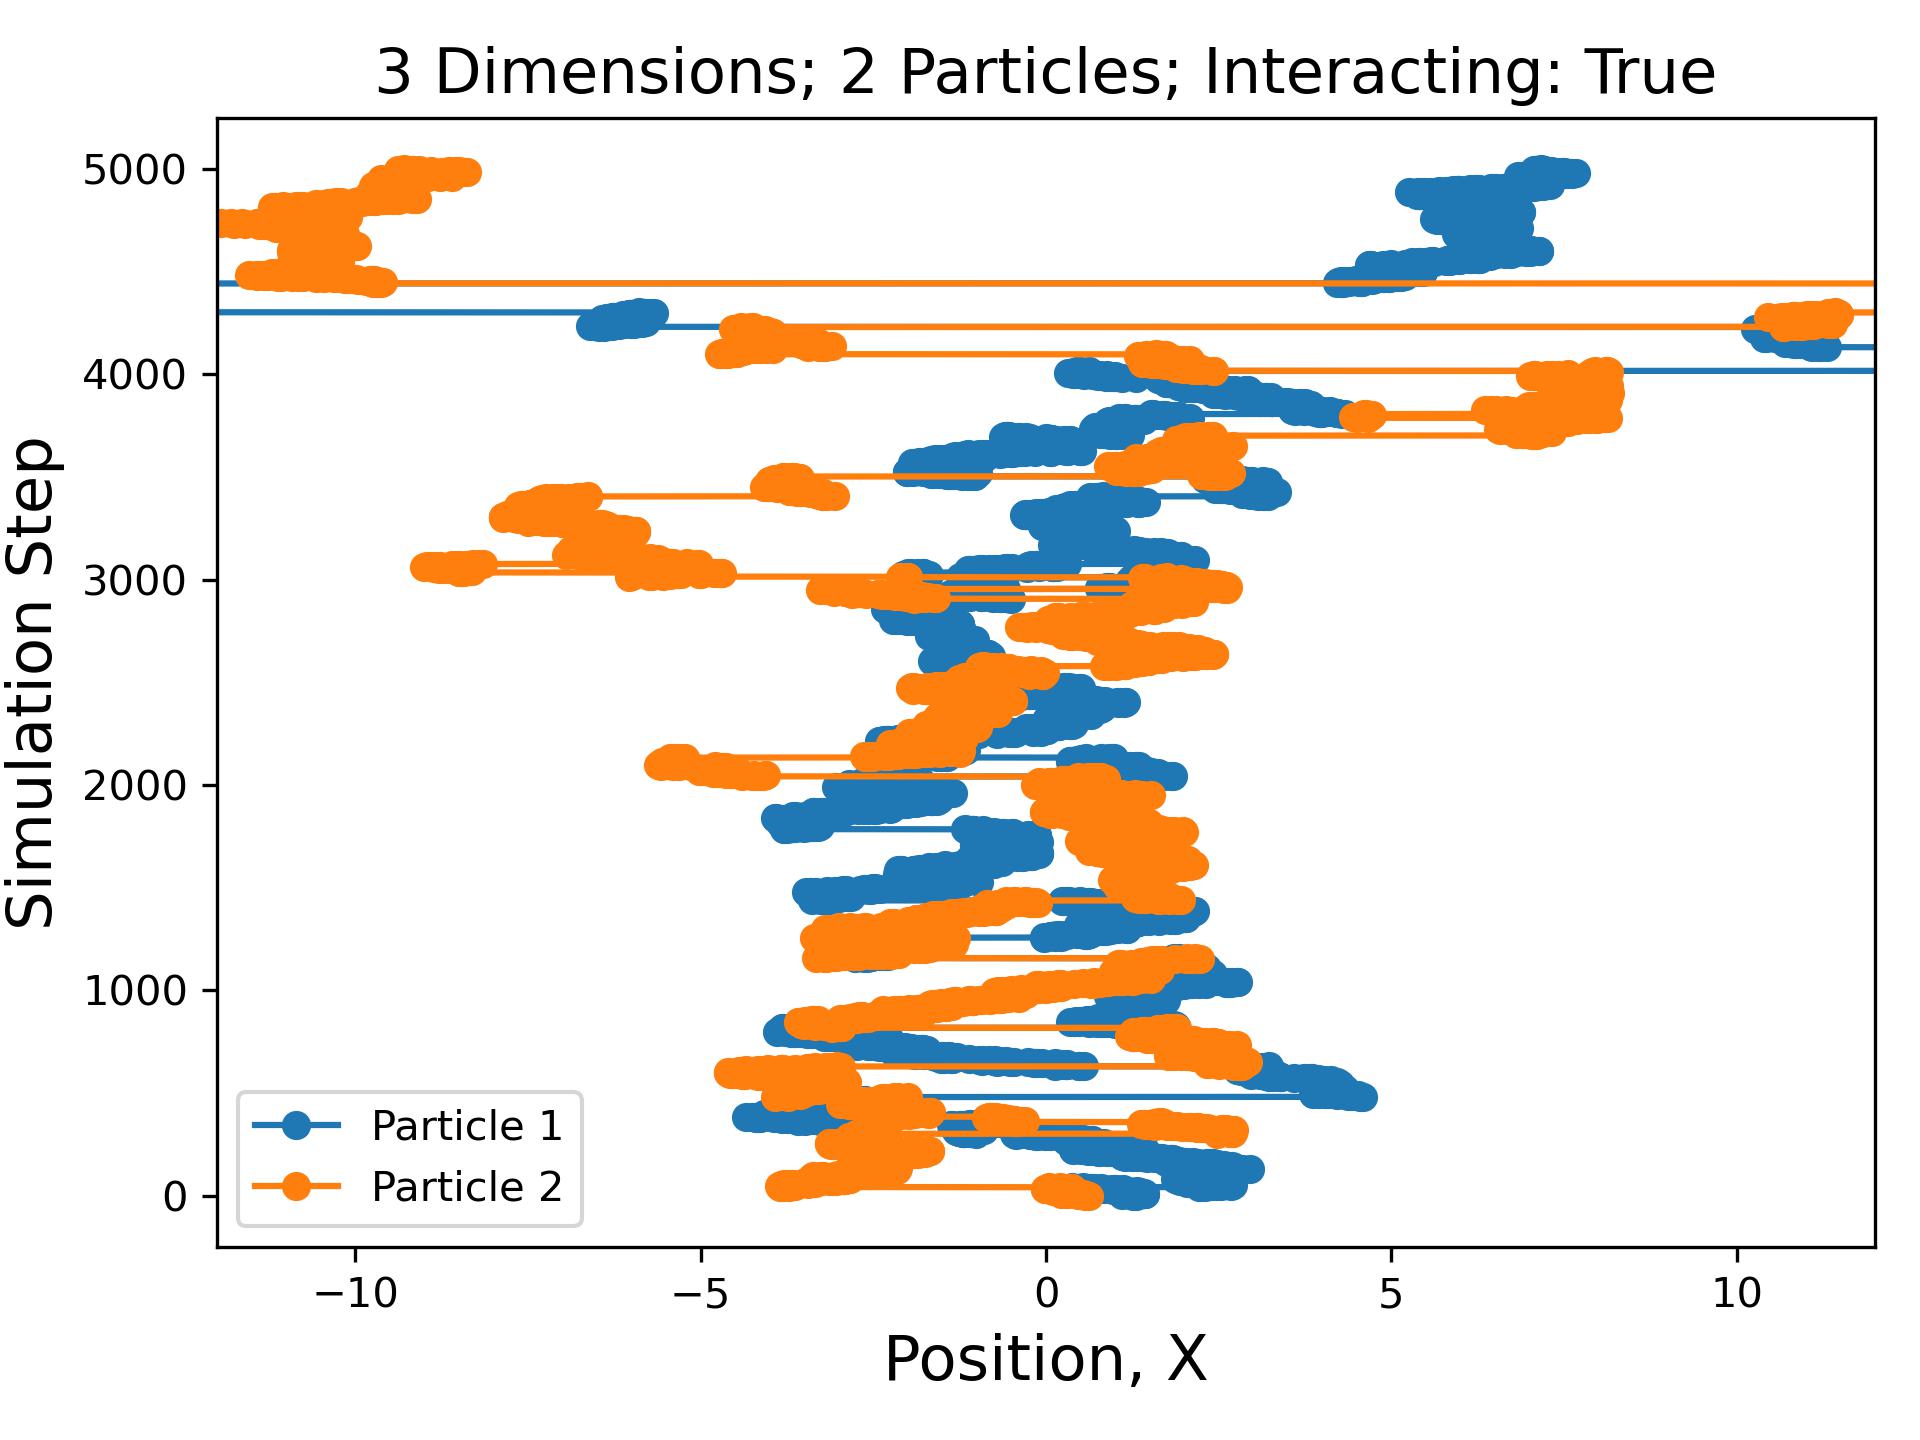 3 Dimensions; 2 Particles; Interacting: True
5000
4000
3000
2000
1000
0
Simulation Step
Particle 1
Particle 2
−10
−5
0
5
10
Position, X